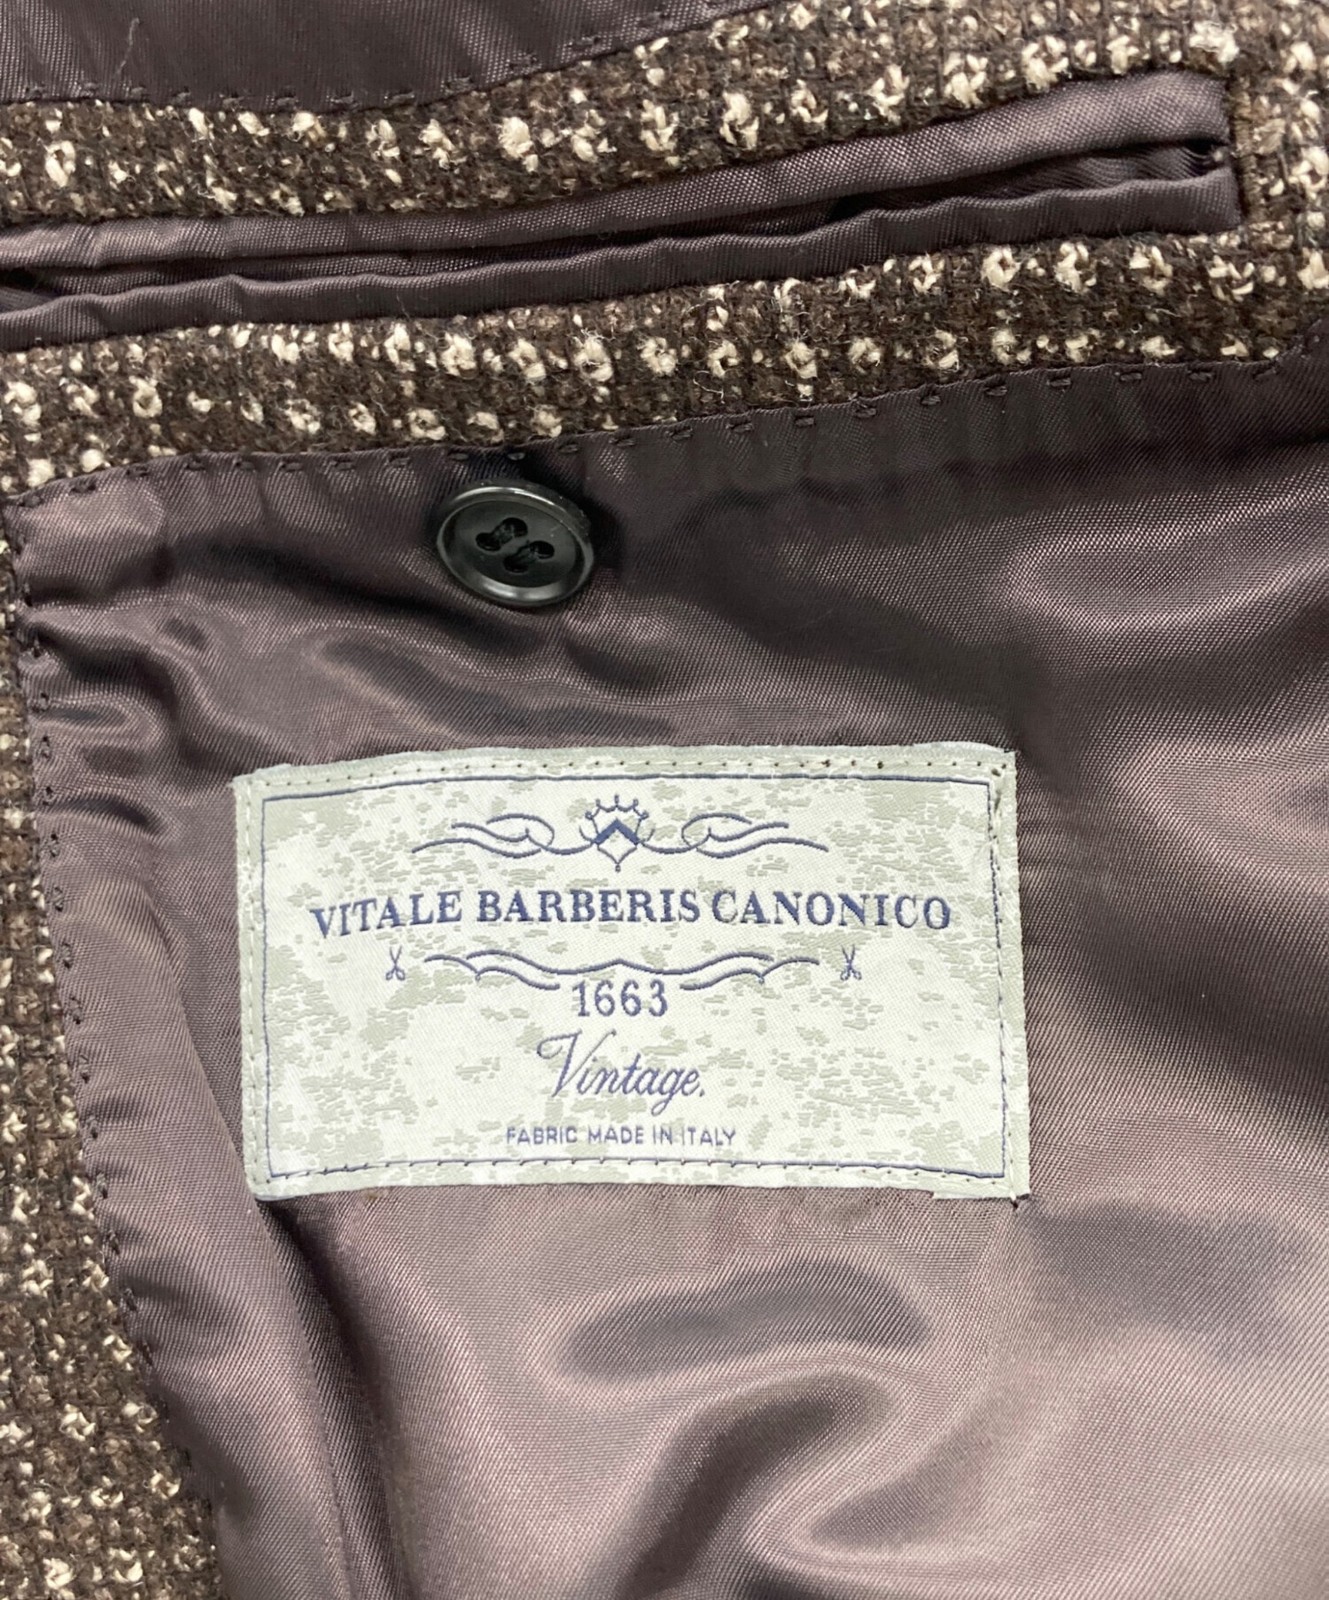 VITALE BARBERIS CANONICO
1663
Vintage.
FABRIC MADE IN ITALY